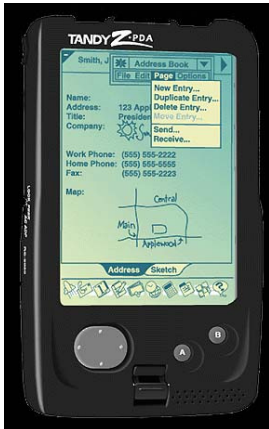 TANDY Z-PDA
Smith, J
Address Book
File Edit Page Options
New Entry...
Duplicate Entry...
Delete Entry...
Move Entry...
Send...
Receive...
Name:
Address: 123 Appl
Title: Presiden
Company:
Work Phone: (555) 555-2222
Home Phone: (555) 555-5555
Fax: (555) 555-2223
Map:
Central
Main
Applewood
Address Sketch
A
B